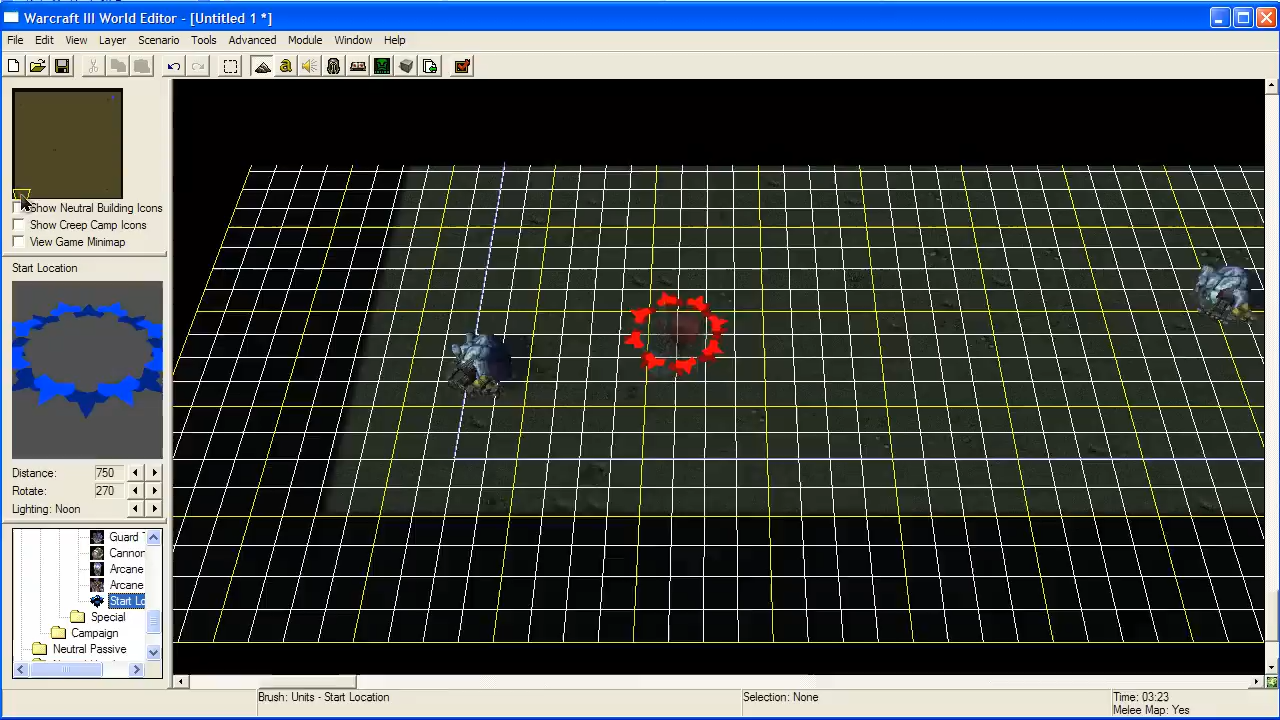 Warcraft III World Editor - [Untitled 1 *]
File Edit View Layer Scenario Tools Advanced Module Window Help
Show Neutral Building Icons
Show Creep Camp Icons
View Game Minimap
Start Location
Distance: 750
Rotate: 270
Lighting: Noon
Guard
Cannon
Arcane
Arcane
Start Lo
Special
Campaign
Neutral Passive
Brush: Units - Start Location
Selection: None
Time: 03:23
Melee Map: Yes